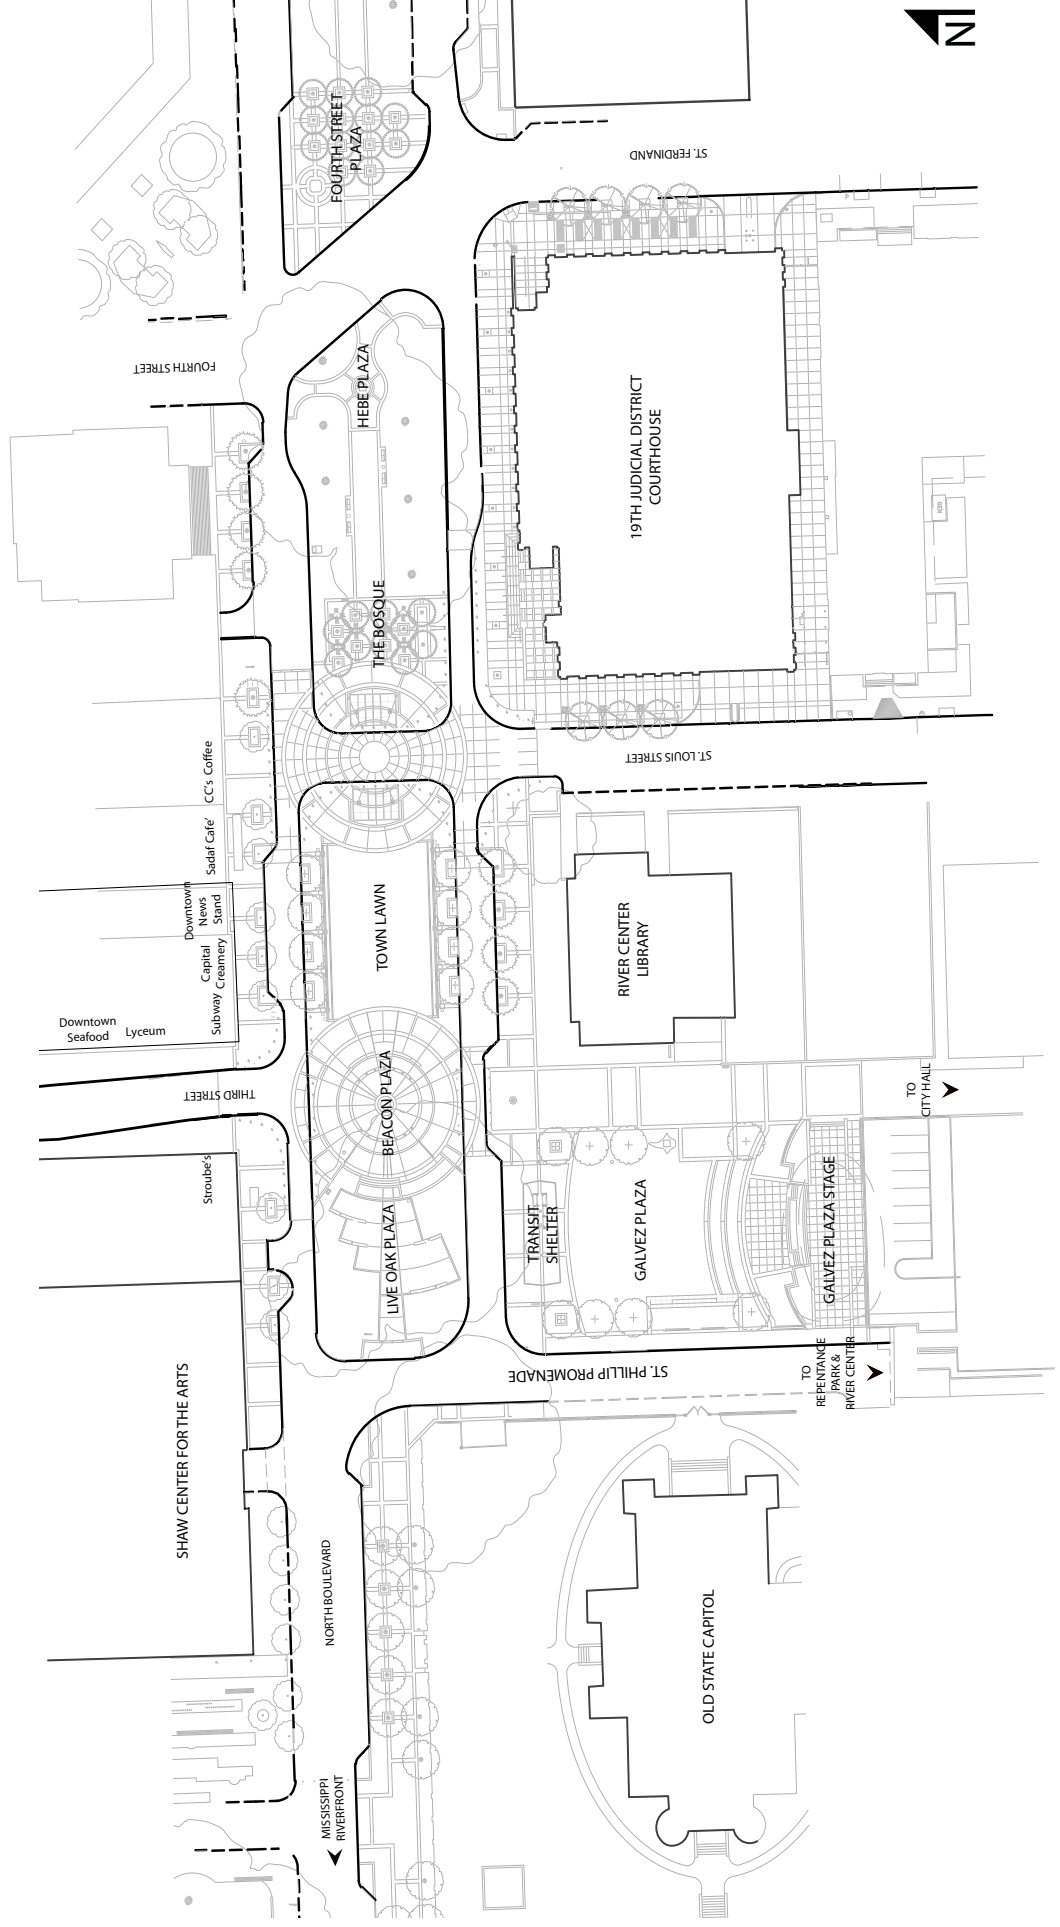 N
FOURTH STREET
PLAZA
ST. FERDINAND
FOURTH STREET
HEBE PLAZA
19TH JUDICIAL DISTRICT
COURTHOUSE
THE BOSQUE
ST. LOUIS STREET
CC's Coffee
Sadaf Cafe'
Downtown
News
Stand
Capital
Creamery
Subway
Downtown
Seafood
Lyceum
TOWN LAWN
RIVER CENTER
LIBRARY
THIRD STREET
BEACON PLAZA
TO
CITY HALL
Stroube's
LIVE OAK PLAZA
TRANSIT
SHELTER
GALVEZ PLAZA
GALVEZ PLAZA STAGE
ST. PHILLIP PROMENADE
TO
REPENTANCE
PARK &
RIVER CENTER
SHAW CENTER FOR THE ARTS
NORTH BOULEVARD
OLD STATE CAPITOL
MISSISSIPPI
RIVERFRONT